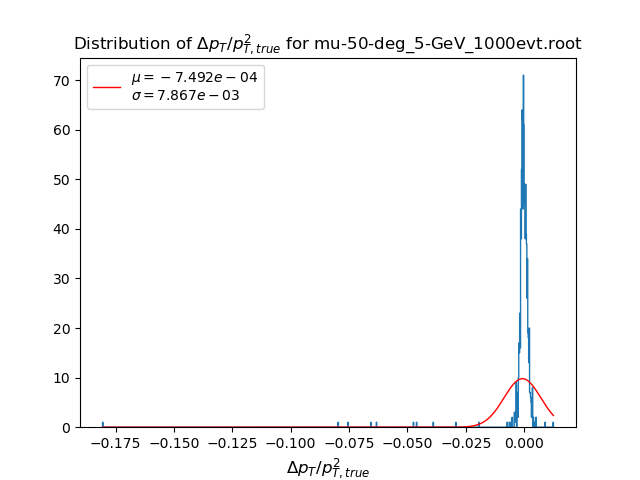 Distribution of Δp_T/p²_{T,true} for mu-50-deg_5-GeV_1000evt.root
μ = −7.492e − 04
σ = 7.867e − 03
70
60
50
40
30
20
10
0
−0.175 −0.150 −0.125 −0.100 −0.075 −0.050 −0.025 0.000
Δp_T/p²_{T,true}